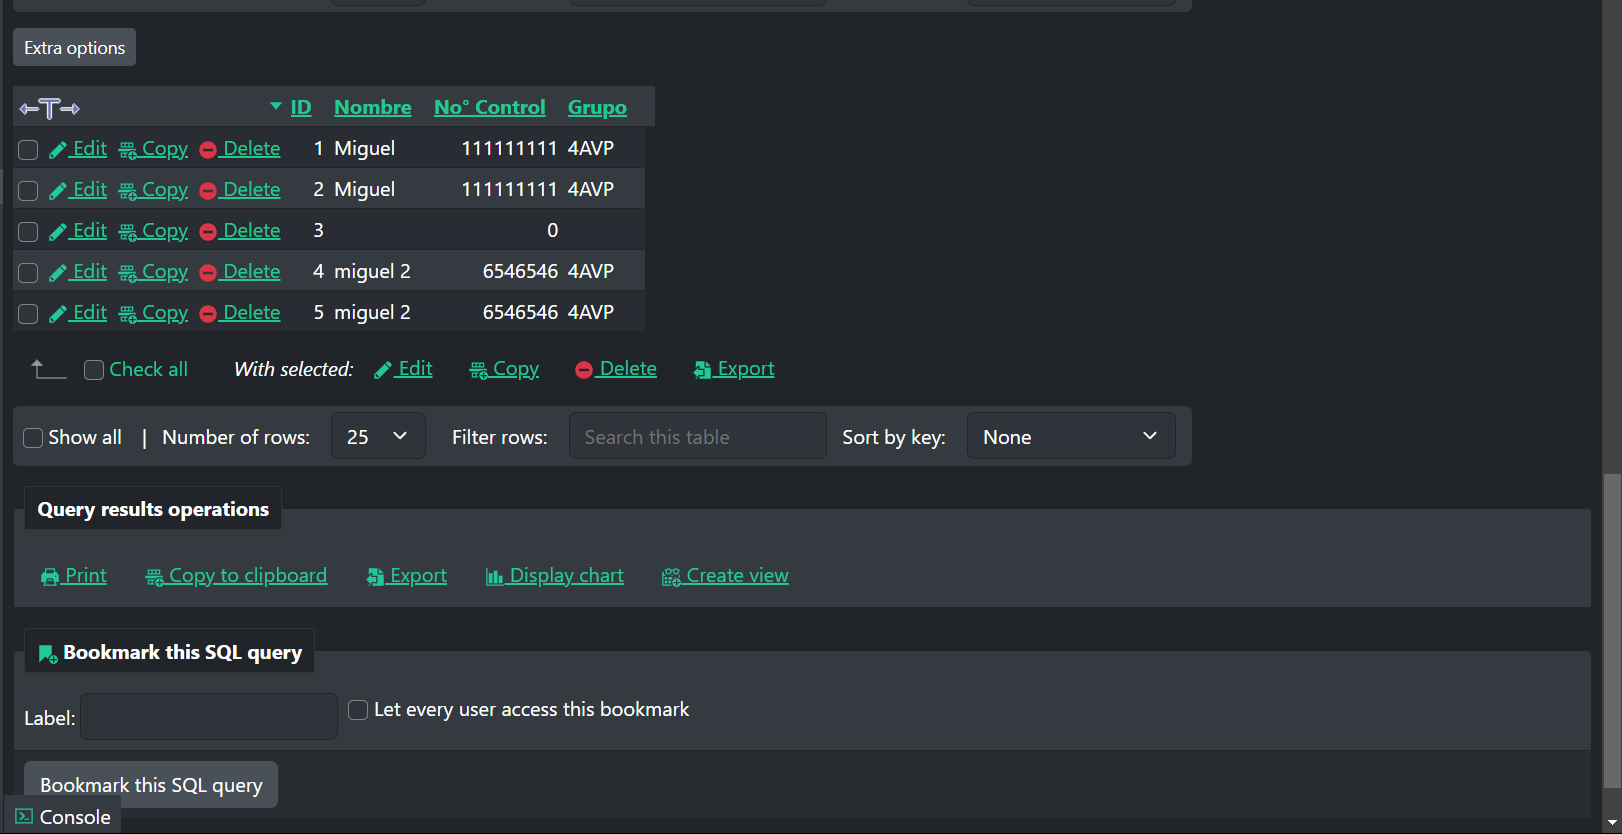 Extra options
ID Nombre No° Control Grupo
Edit Copy Delete 1 Miguel 111111111 4AVP
Edit Copy Delete 2 Miguel 111111111 4AVP
Edit Copy Delete 3 0
Edit Copy Delete 4 miguel 2 6546546 4AVP
Edit Copy Delete 5 miguel 2 6546546 4AVP
Check all With selected: Edit Copy Delete Export
Show all | Number of rows: 25 Filter rows: Search this table Sort by key: None
Query results operations
Print Copy to clipboard Export Display chart Create view
Bookmark this SQL query
Label: Let every user access this bookmark
Bookmark this SQL query
Console